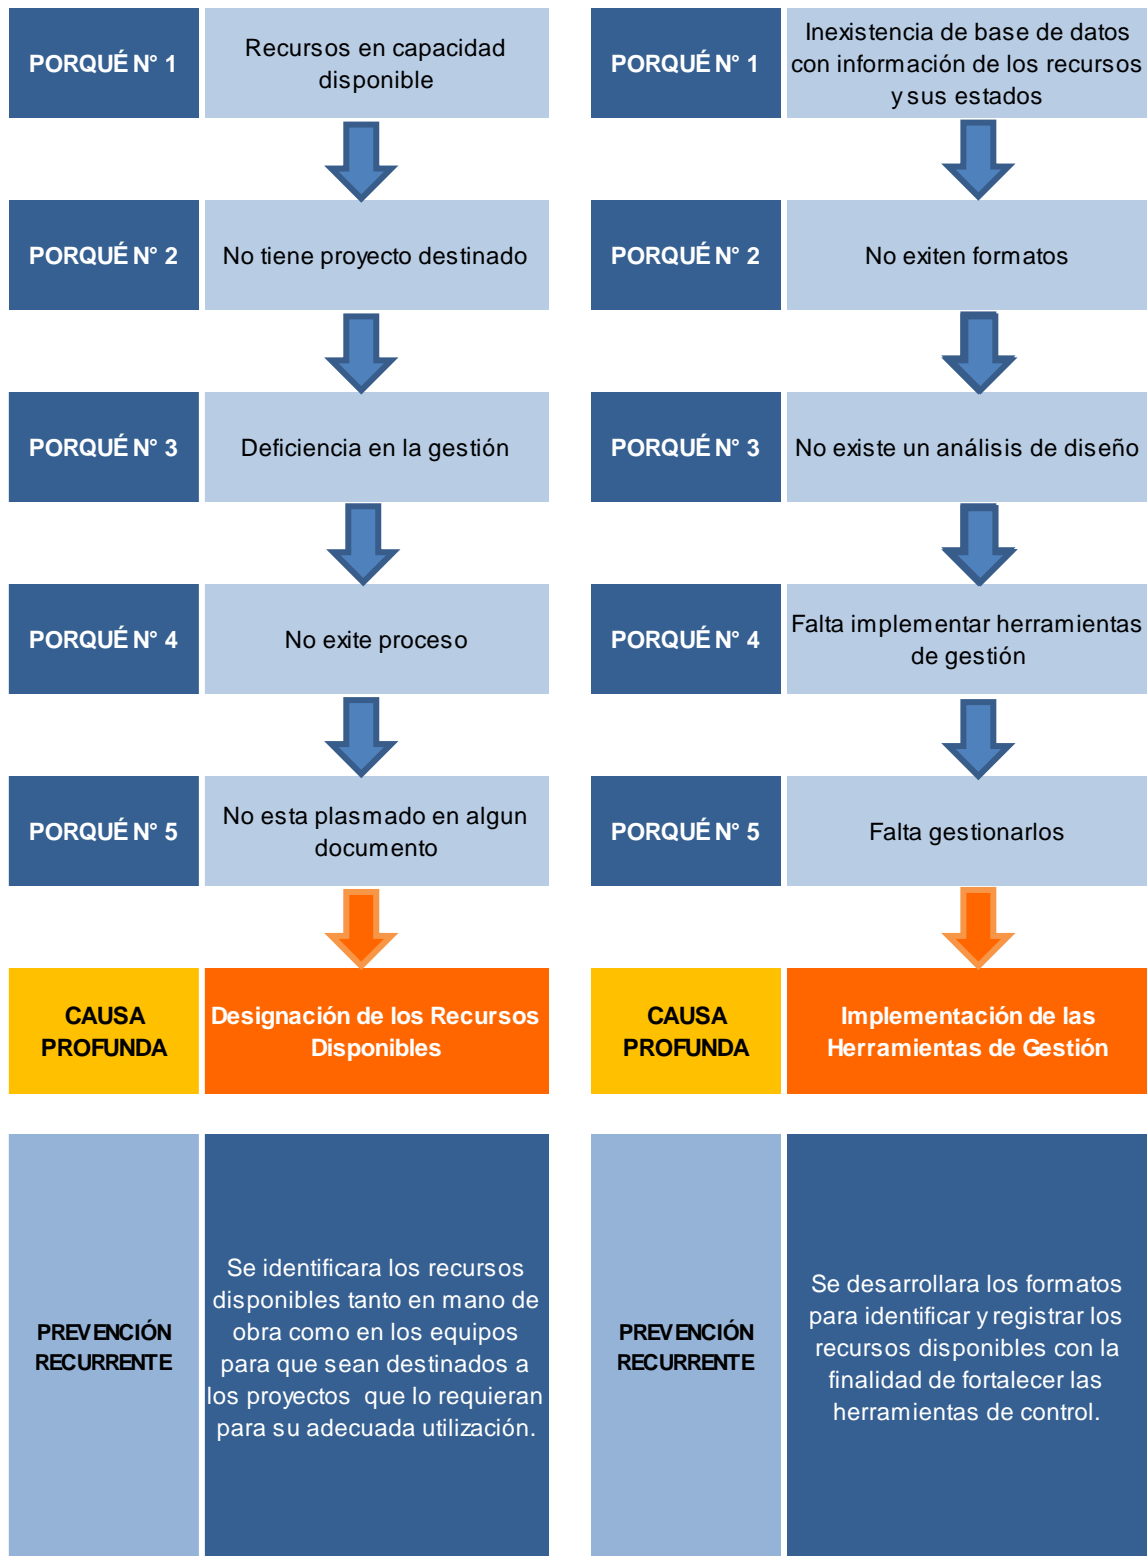 PORQUÉ N° 1
Recursos en capacidad
disponible
PORQUÉ N° 2
No tiene proyecto destinado
PORQUÉ N° 3
Deficiencia en la gestión
PORQUÉ N° 4
No exite proceso
PORQUÉ N° 5
No esta plasmado en algun
documento
CAUSA
PROFUNDA
Designación de los Recursos
Disponibles
PREVENCIÓN
RECURRENTE
Se identificara los recursos
disponibles tanto en mano de
obra como en los equipos
para que sean destinados a
los proyectos que lo requieran
para su adecuada utilización.
PORQUÉ N° 1
Inexistencia de base de datos
con información de los recursos
y sus estados
PORQUÉ N° 2
No exiten formatos
PORQUÉ N° 3
No existe un análisis de diseño
PORQUÉ N° 4
Falta implementar herramientas
de gestión
PORQUÉ N° 5
Falta gestionarlos
CAUSA
PROFUNDA
Implementación de las
Herramientas de Gestión
PREVENCIÓN
RECURRENTE
Se desarrollara los formatos
para identificar y registrar los
recursos disponibles con la
finalidad de fortalecer las
herramientas de control.